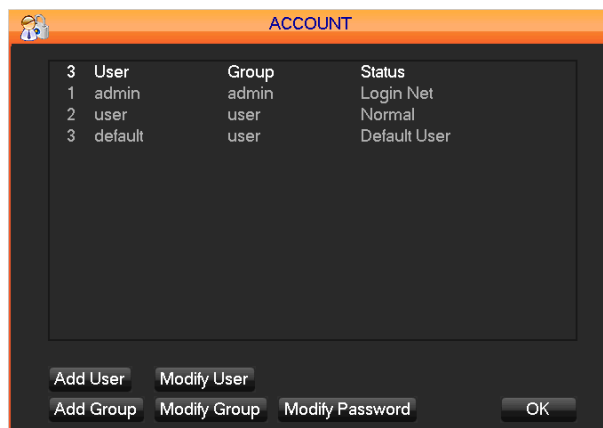 ACCOUNT
3 User Group Status
1 admin admin Login Net
2 user user Normal
3 default user Default User
Add User Modify User
Add Group Modify Group Modify Password OK